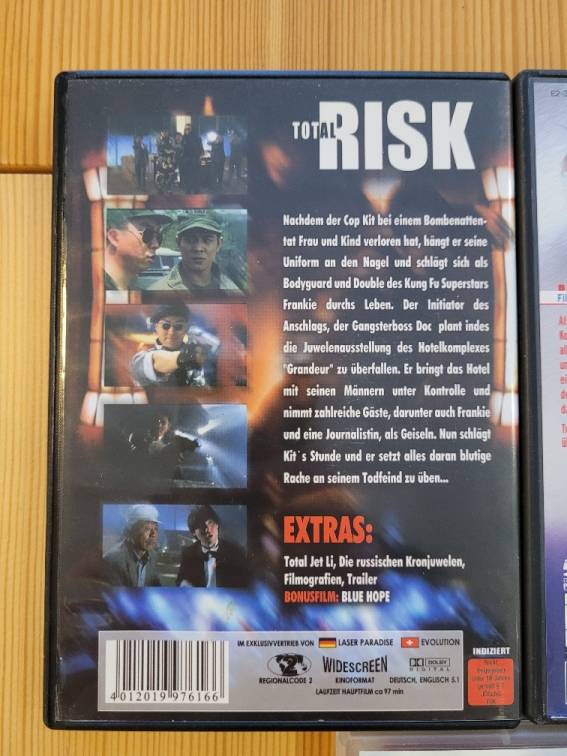 TOTAL RISK
Nachdem der Cop Kit bei einem Bombenatten-
tat Frau und Kind verloren hat, hängt er seine
Uniform an den Nagel und schlägt sich als
Bodyguard und Double des Kung Fu Superstars
Frankie durchs Leben. Der Initiator des
Anschlags, der Gangsterboss Doc plant indes
die Juwelenausstellung des Hotelkomplexes
"Grandeur" zu überfallen. Er bringt das Hotel
mit seinen Männern unter Kontrolle und
nimmt zahlreiche Gäste, darunter auch Frankie
und eine Journalistin, als Geiseln. Nun schlägt
Kit`s Stunde und er setzt alles daran blutige
Rache an seinem Todfeind zu üben...
EXTRAS:
Total Jet Li, Die russischen Kronjuwelen,
Filmografien, Trailer
BONUSFILM: BLUE HOPE
IM EXKLUSIVVERTRIEB VON LASER PARADISE EVOLUTION
2 WIDESCREEN DOLBY DIGITAL
REGIONALCODE 2 KINOFORMAT DEUTSCH, ENGLISCH 5.1
LAUFZEIT HAUPTFILM ca 97 min
4012019 976166
INDIZIERT